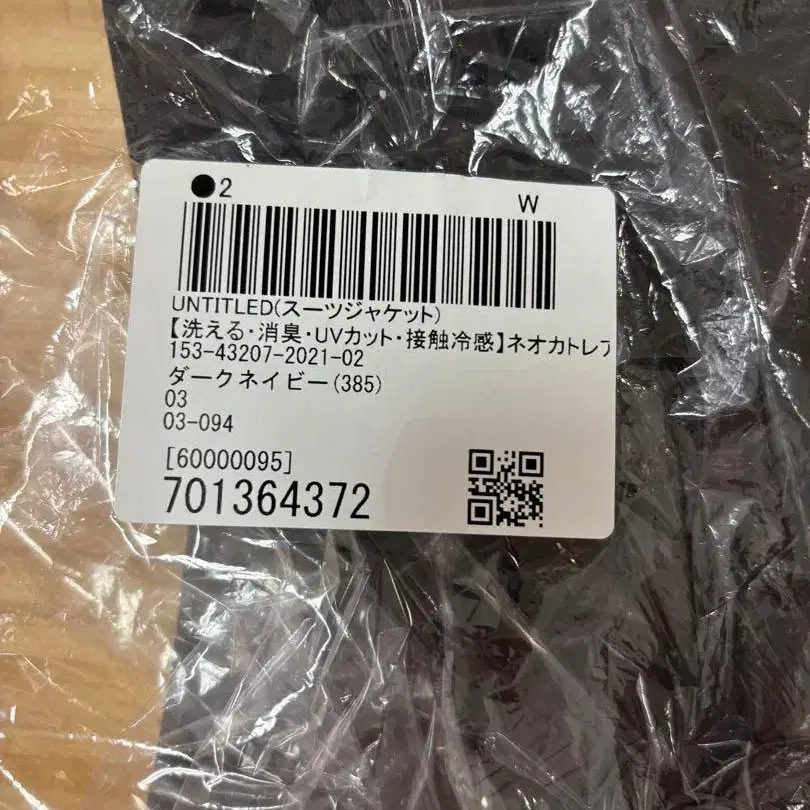 ●2 W
UNTITLED(スーツジャケット)
【洗える・消臭・UVカット・接触冷感】ネオカトレア
153-43207-2021-02
ダークネイビー(385)
03
03-094
[60000095]
701364372